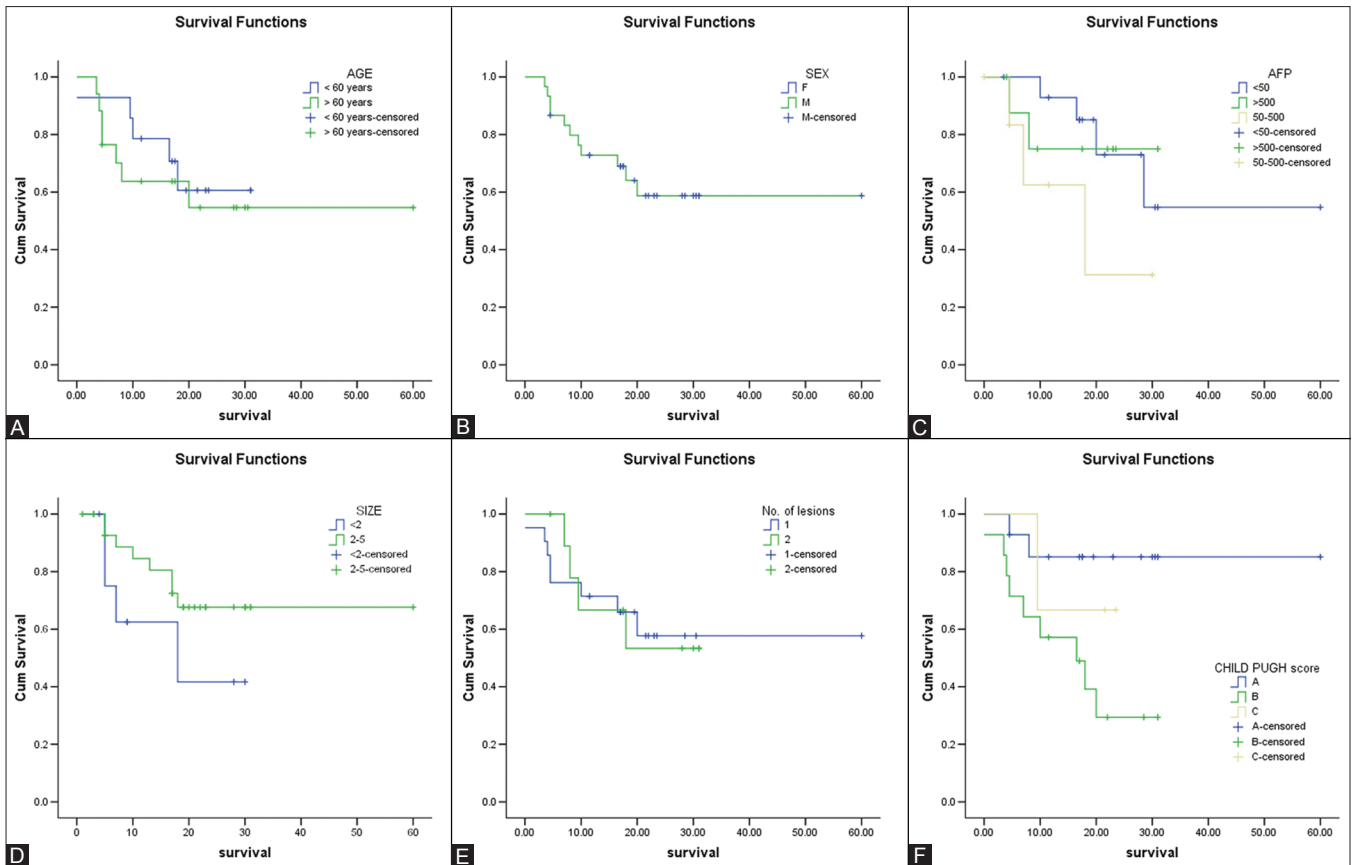 Survival Functions
Cum Survival
1.0
0.8
0.6
0.4
0.2
0.0
AGE
< 60 years
> 60 years
< 60 years-censored
> 60 years-censored
0.00 10.00 20.00 30.00 40.00 50.00 60.00
survival
A
Survival Functions
Cum Survival
1.0
0.8
0.6
0.4
0.2
0.0
SEX
F
M
M-censored
0.00 10.00 20.00 30.00 40.00 50.00 60.00
survival
B
Survival Functions
Cum Survival
1.0
0.8
0.6
0.4
0.2
0.0
AFP
<50
>500
50-500
<50-censored
>500-censored
50-500-censored
0.00 10.00 20.00 30.00 40.00 50.00 60.00
survival
C
Survival Functions
Cum Survival
1.0
0.8
0.6
0.4
0.2
0.0
SIZE
<2
2-5
<2-censored
2-5-censored
0 10 20 30 40 50 60
survival
D
Survival Functions
Cum Survival
1.0
0.8
0.6
0.4
0.2
0.0
No. of lesions
1
2
1-censored
2-censored
0.00 10.00 20.00 30.00 40.00 50.00 60.00
survival
E
Survival Functions
Cum Survival
1.0
0.8
0.6
0.4
0.2
0.0
CHILD PUGH score
A
B
C
A-censored
B-censored
C-censored
0.00 10.00 20.00 30.00 40.00 50.00 60.00
survival
F